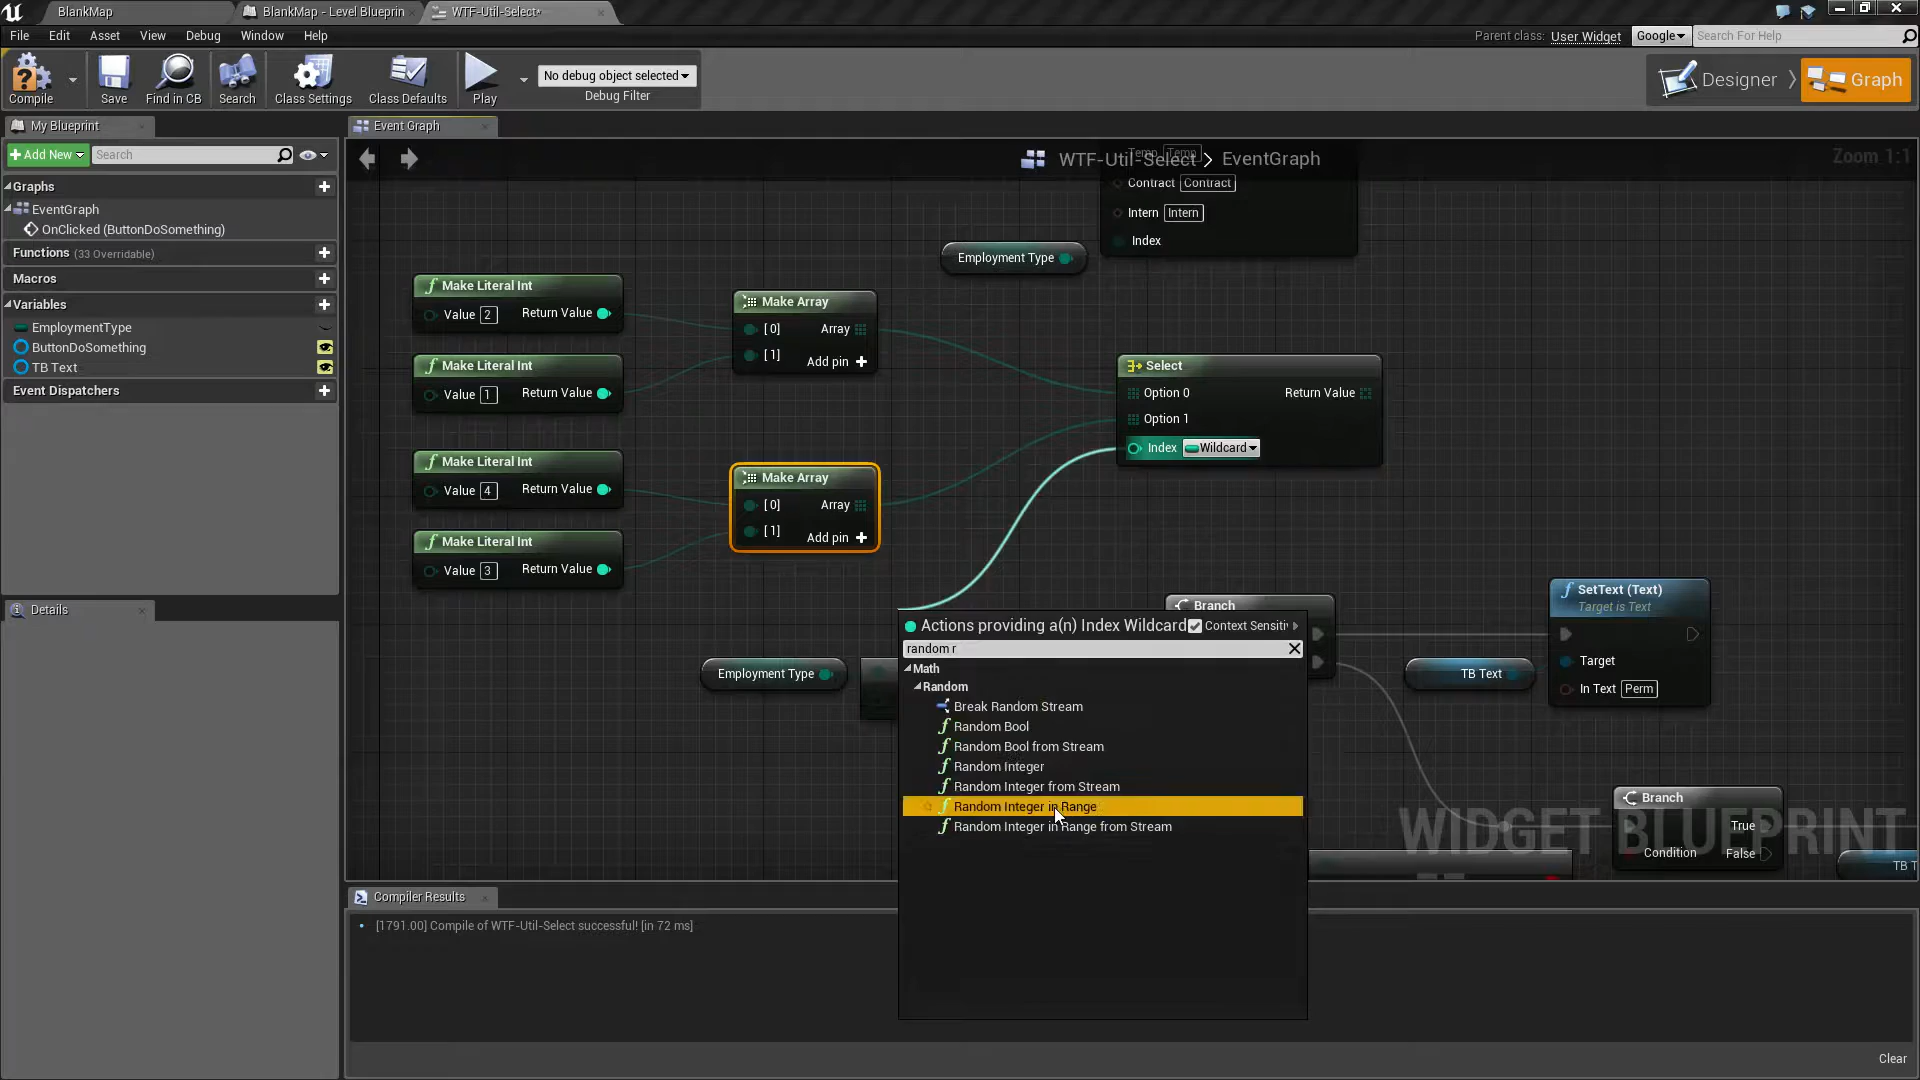 BlankMap
BlankMap - Level Blueprin
WTF-Util-Select*
File Edit Asset View Debug Window Help
Parent class: User Widget Google Search For Help
Compile Save Find in CB Search Class Settings Class Defaults Play
No debug object selected
Debug Filter
Designer Graph
My Blueprint
Event Graph
Add New Search
WTF-Util-Select > EventGraph
Zoom 1:1
Graphs
EventGraph
OnClicked (ButtonDoSomething)
Functions (33 Overridable)
Macros
Variables
EmploymentType
ButtonDoSomething
TB Text
Event Dispatchers
Details
Temp Temp
Contract Contract
Intern Intern
Index
Employment Type
Make Literal Int
Value 2 Return Value
Make Literal Int
Value 1 Return Value
Make Literal Int
Value 4 Return Value
Make Literal Int
Value 3 Return Value
Make Array
[0] Array
[1] Add pin +
Make Array
[0] Array
[1] Add pin +
Select
Option 0 Return Value
Option 1
Index Wildcard
Employment Type
Branch
Actions providing a(n) Index Wildcard Context Sensiti
random r
Math
Random
Break Random Stream
Random Bool
Random Bool from Stream
Random Integer
Random Integer from Stream
Random Integer in Range
Random Integer in Range from Stream
TB Text
SetText (Text)
Target is Text
Target
In Text Perm
Branch
True
Condition False
TB T
WIDGET BLUEPRINT
Compiler Results
[1791.00] Compile of WTF-Util-Select successful! [in 72 ms]
Clear